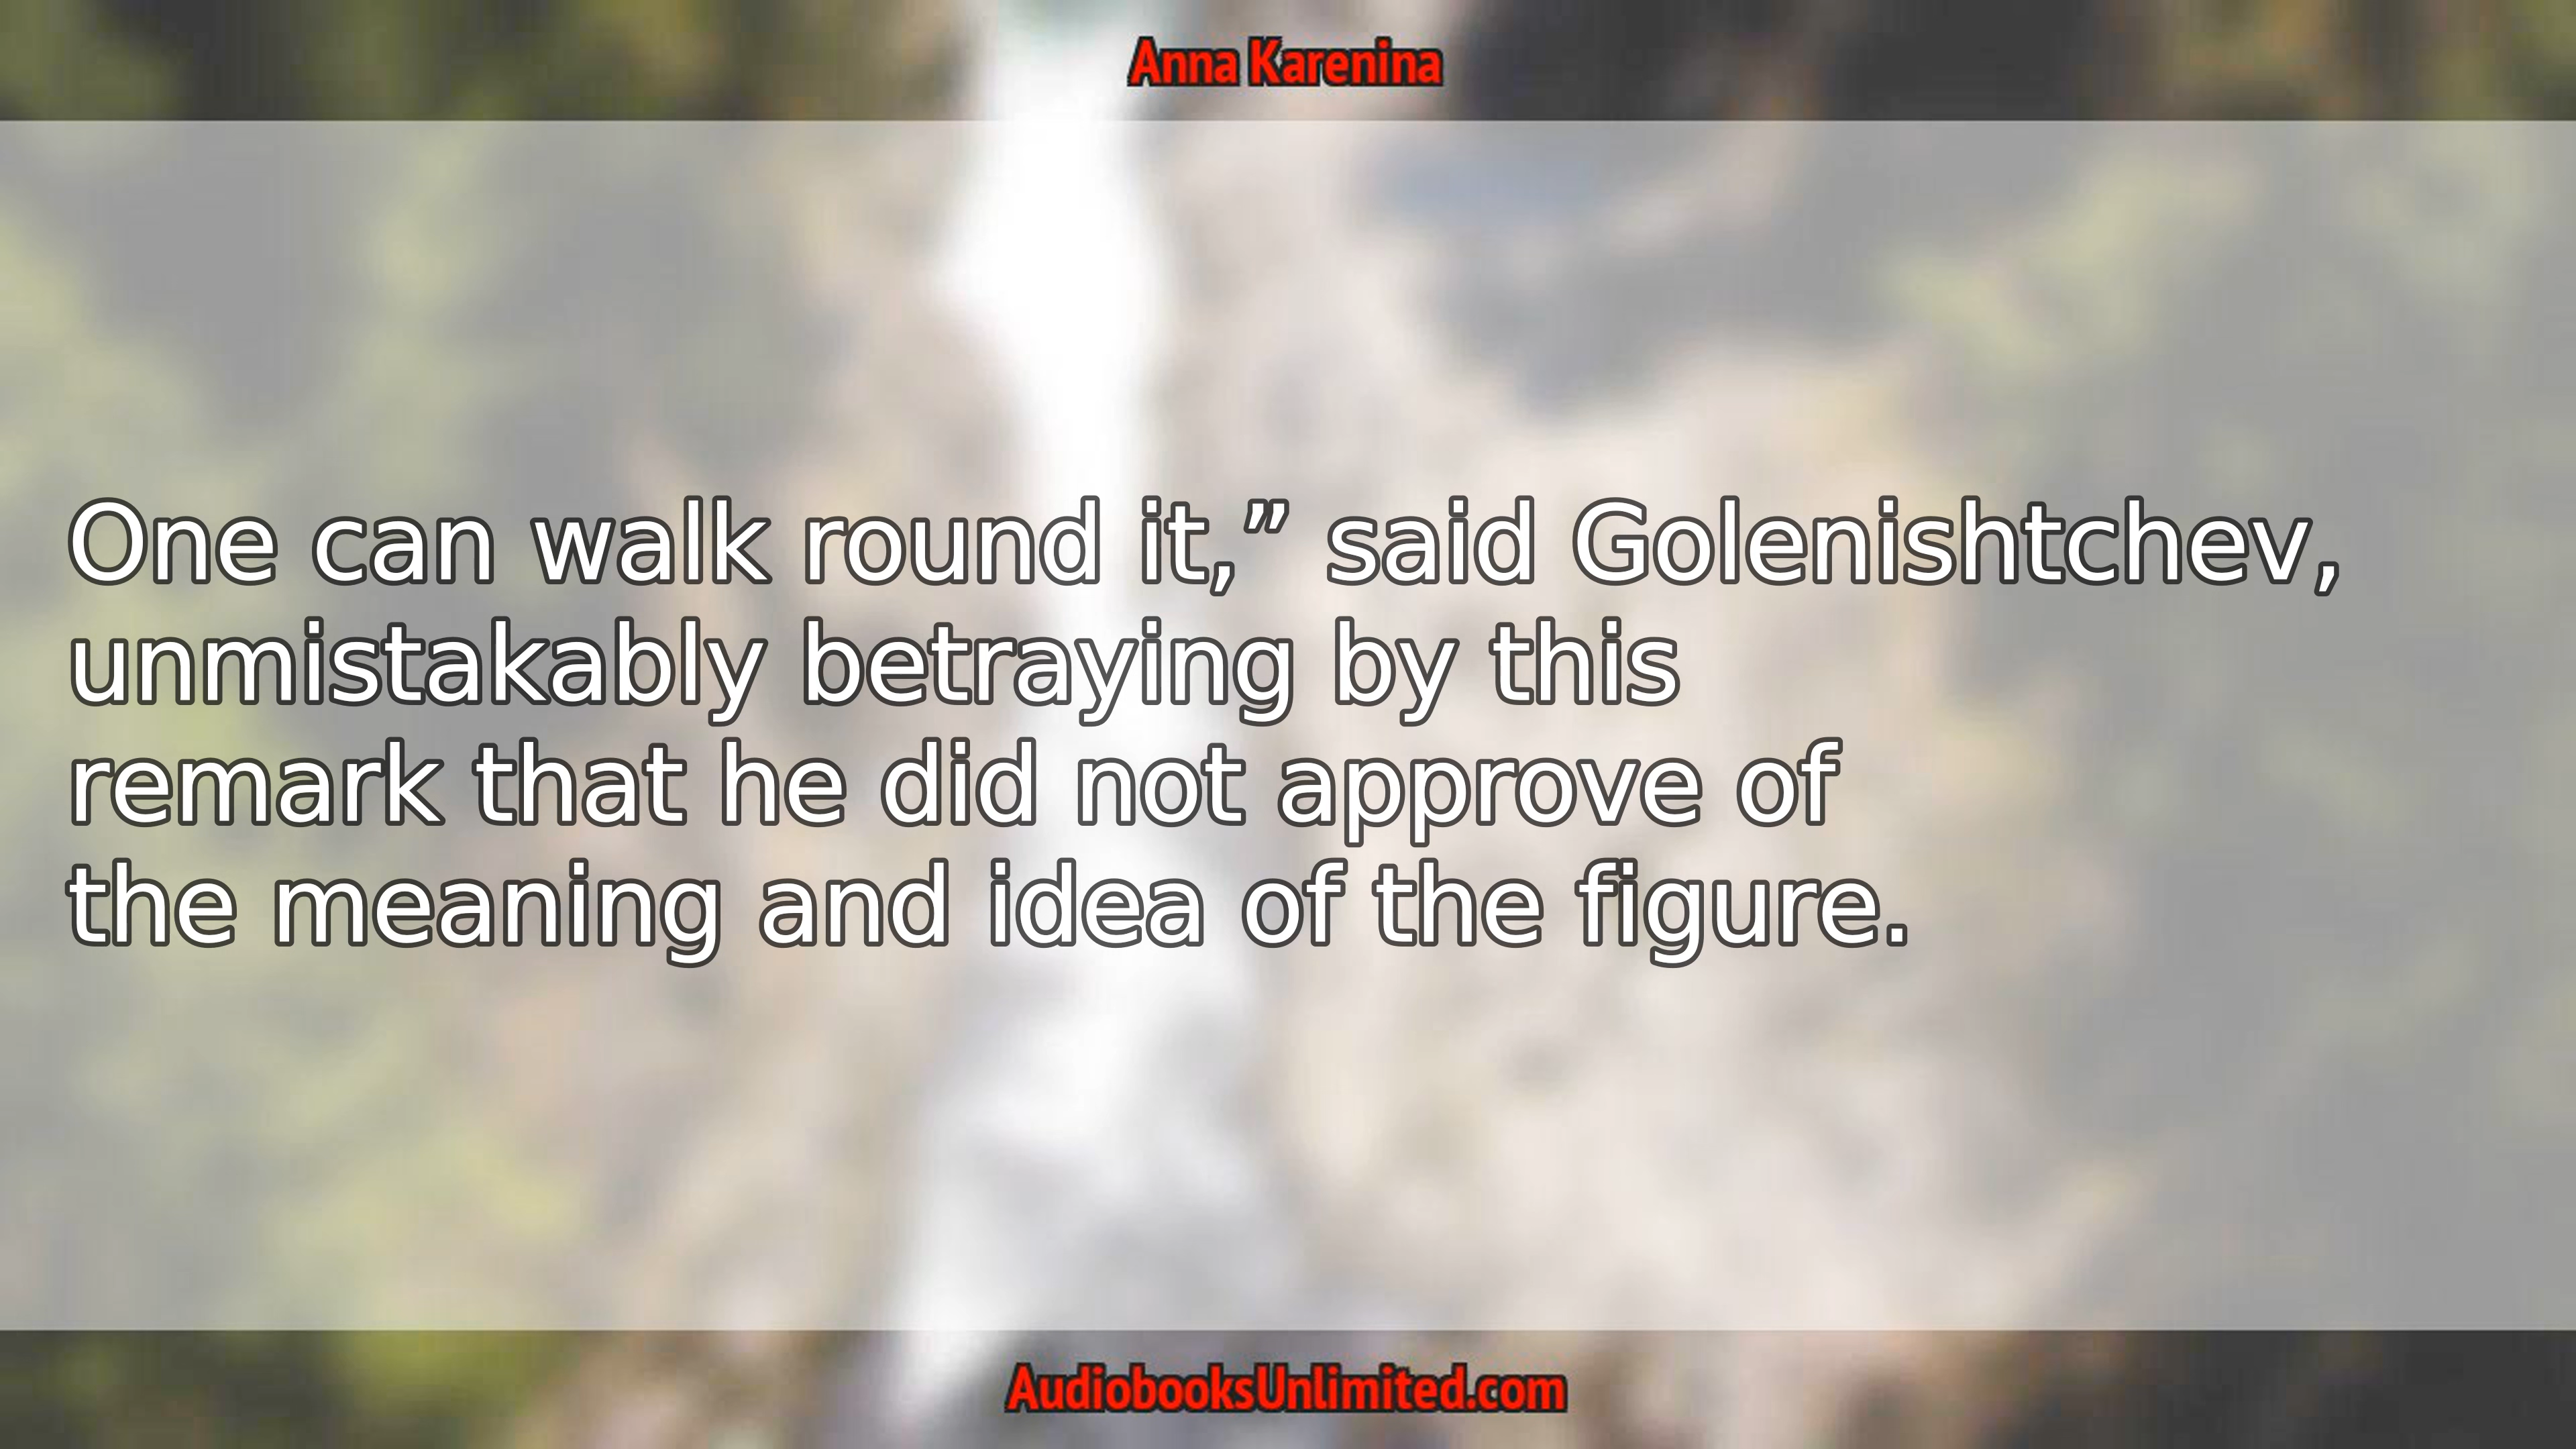 Anna Karenina
One can walk round it,” said Golenishtchev,
unmistakably betraying by this
remark that he did not approve of
the meaning and idea of the figure.
AudiobooksUnlimited.com